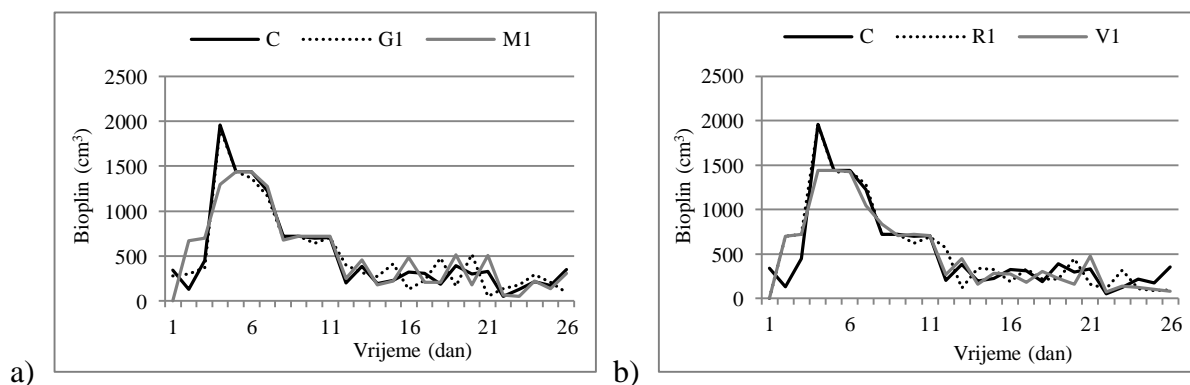 C G1 M1
2500
2000
1500
1000
500
0
Bioplin (cm³)
1 6 11 16 21 26
Vrijeme (dan)
a)
C R1 V1
2500
2000
1500
1000
500
0
Bioplin (cm³)
1 6 11 16 21 26
Vrijeme (dan)
b)